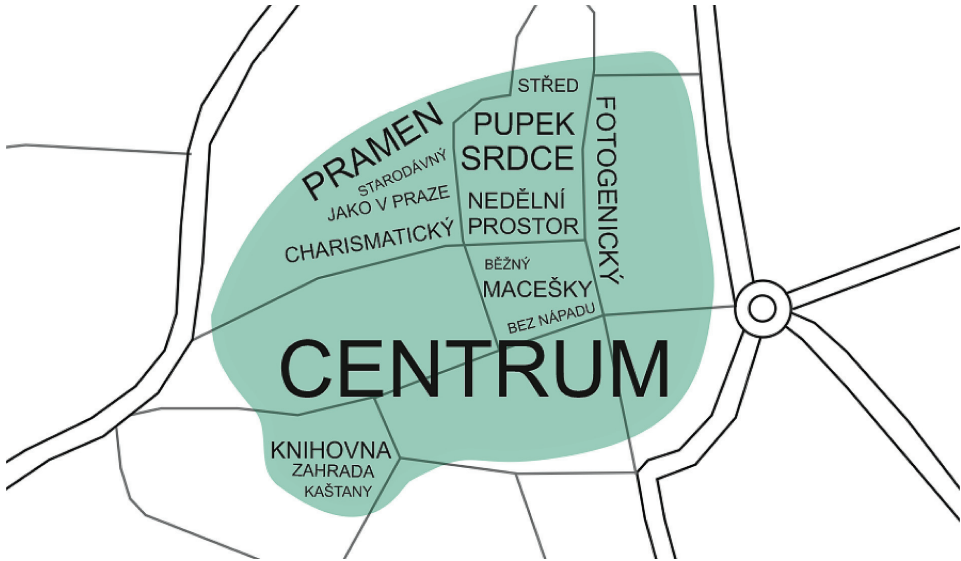 STŘED
PUPEK
SRDCE
NEDĚLNÍ
PROSTOR
FOTOGENICKÝ
PRAMEN
STARODÁVNÝ
JAKO V PRAZE
CHARISMATICKÝ
BĚŽNÝ
MACEŠKY
BEZ NÁPADU
CENTRUM
KNIHOVNA
ZAHRADA
KAŠTANY